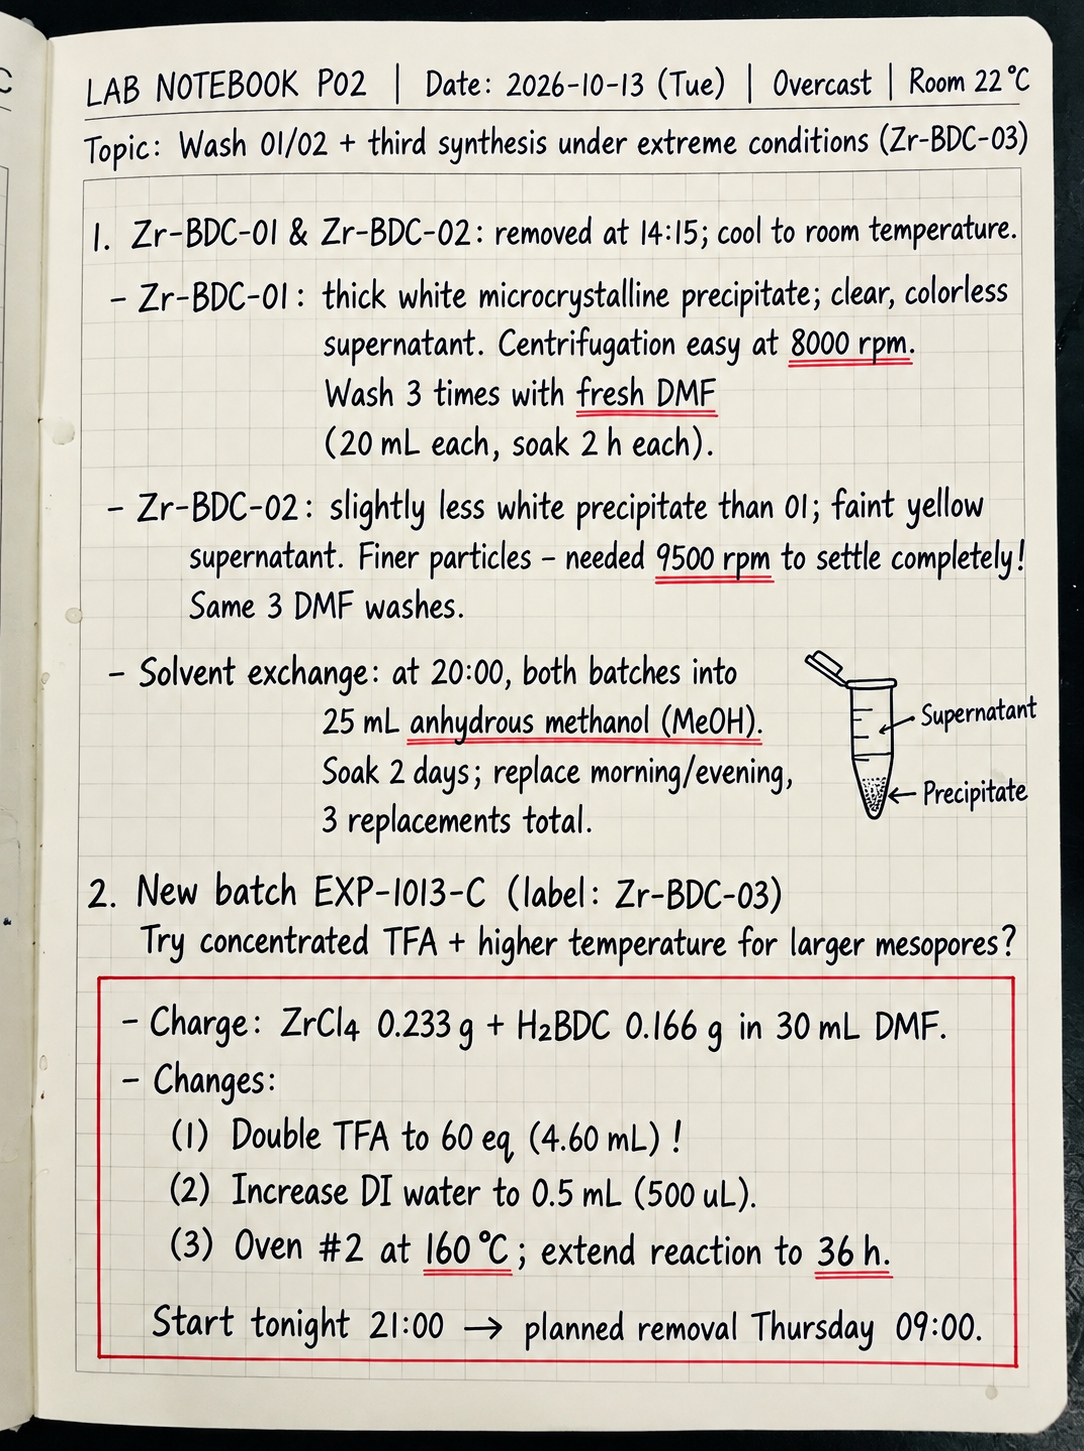 LAB NOTEBOOK P02 | Date: 2026-10-13 (Tue) | Overcast | Room 22 °C
Topic: Wash 01/02 + third synthesis under extreme conditions (Zr-BDC-03)
1. Zr-BDC-01 & Zr-BDC-02: removed at 14:15; cool to room temperature.
– Zr-BDC-01: thick white microcrystalline precipitate; clear, colorless
supernatant. Centrifugation easy at 8000 rpm.
Wash 3 times with fresh DMF
(20 mL each, soak 2 h each).
– Zr-BDC-02: slightly less white precipitate than 01; faint yellow
supernatant. Finer particles – needed 9500 rpm to settle completely!
Same 3 DMF washes.
– Solvent exchange: at 20:00, both batches into
25 mL anhydrous methanol (MeOH).
Soak 2 days; replace morning/evening,
3 replacements total.
Supernatant
Precipitate
2. New batch EXP-1013-C (label: Zr-BDC-03)
Try concentrated TFA + higher temperature for larger mesopores?
– Charge: ZrCl4 0.233 g + H₂BDC 0.166 g in 30 mL DMF.
– Changes:
(1) Double TFA to 60 eq (4.60 mL) !
(2) Increase DI water to 0.5 mL (500 uL).
(3) Oven #2 at 160 °C; extend reaction to 36 h.
Start tonight 21:00 → planned removal Thursday 09:00.